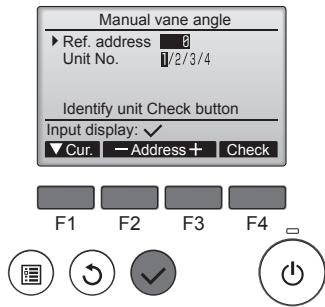 Manual vane angle
Ref. address 0
Unit No. 1/2/3/4
Identify unit Check button
Input display: ✓
▼ Cur. − Address + Check
F1 F2 F3 F4